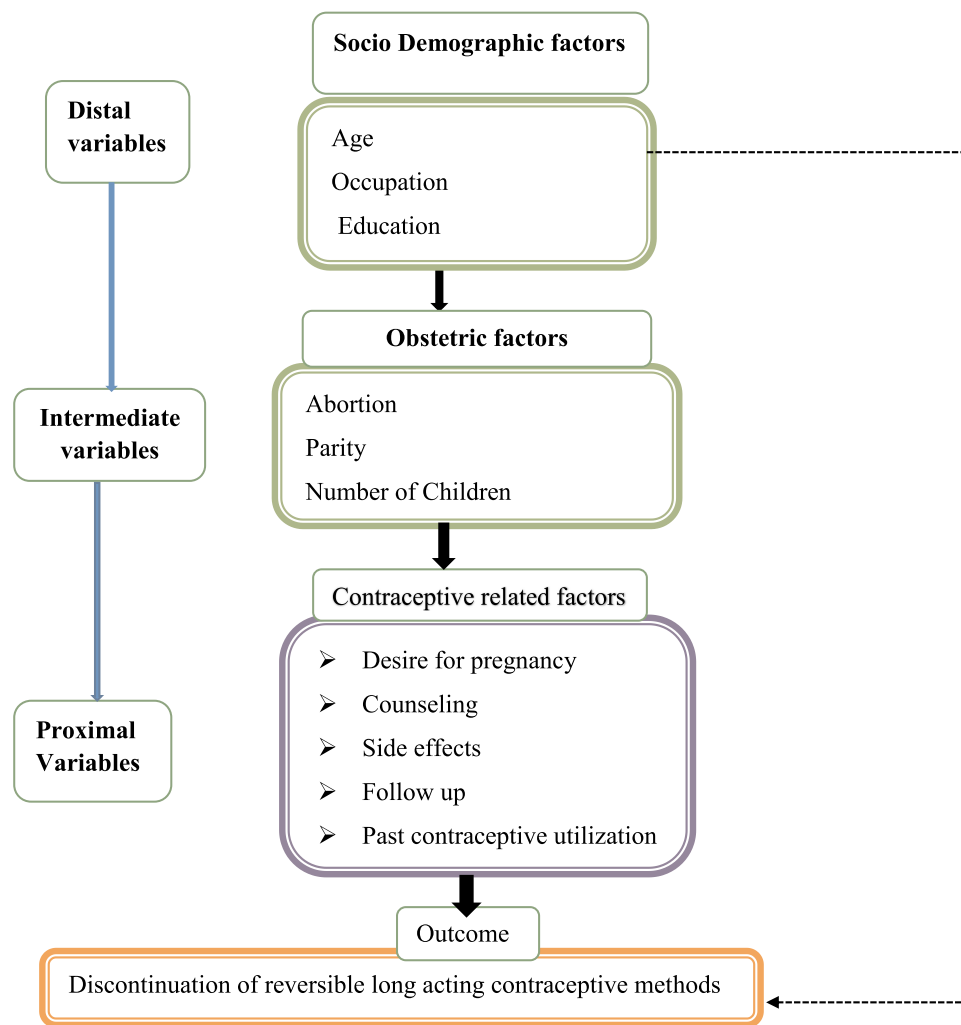 Socio Demographic factors
Distal
variables
Age
Occupation
Education
Obstetric factors
Intermediate
variables
Abortion
Parity
Number of Children
Contraceptive related factors
Proximal
Variables
➢ Desire for pregnancy
➢ Counseling
➢ Side effects
➢ Follow up
➢ Past contraceptive utilization
Outcome
Discontinuation of reversible long acting contraceptive methods